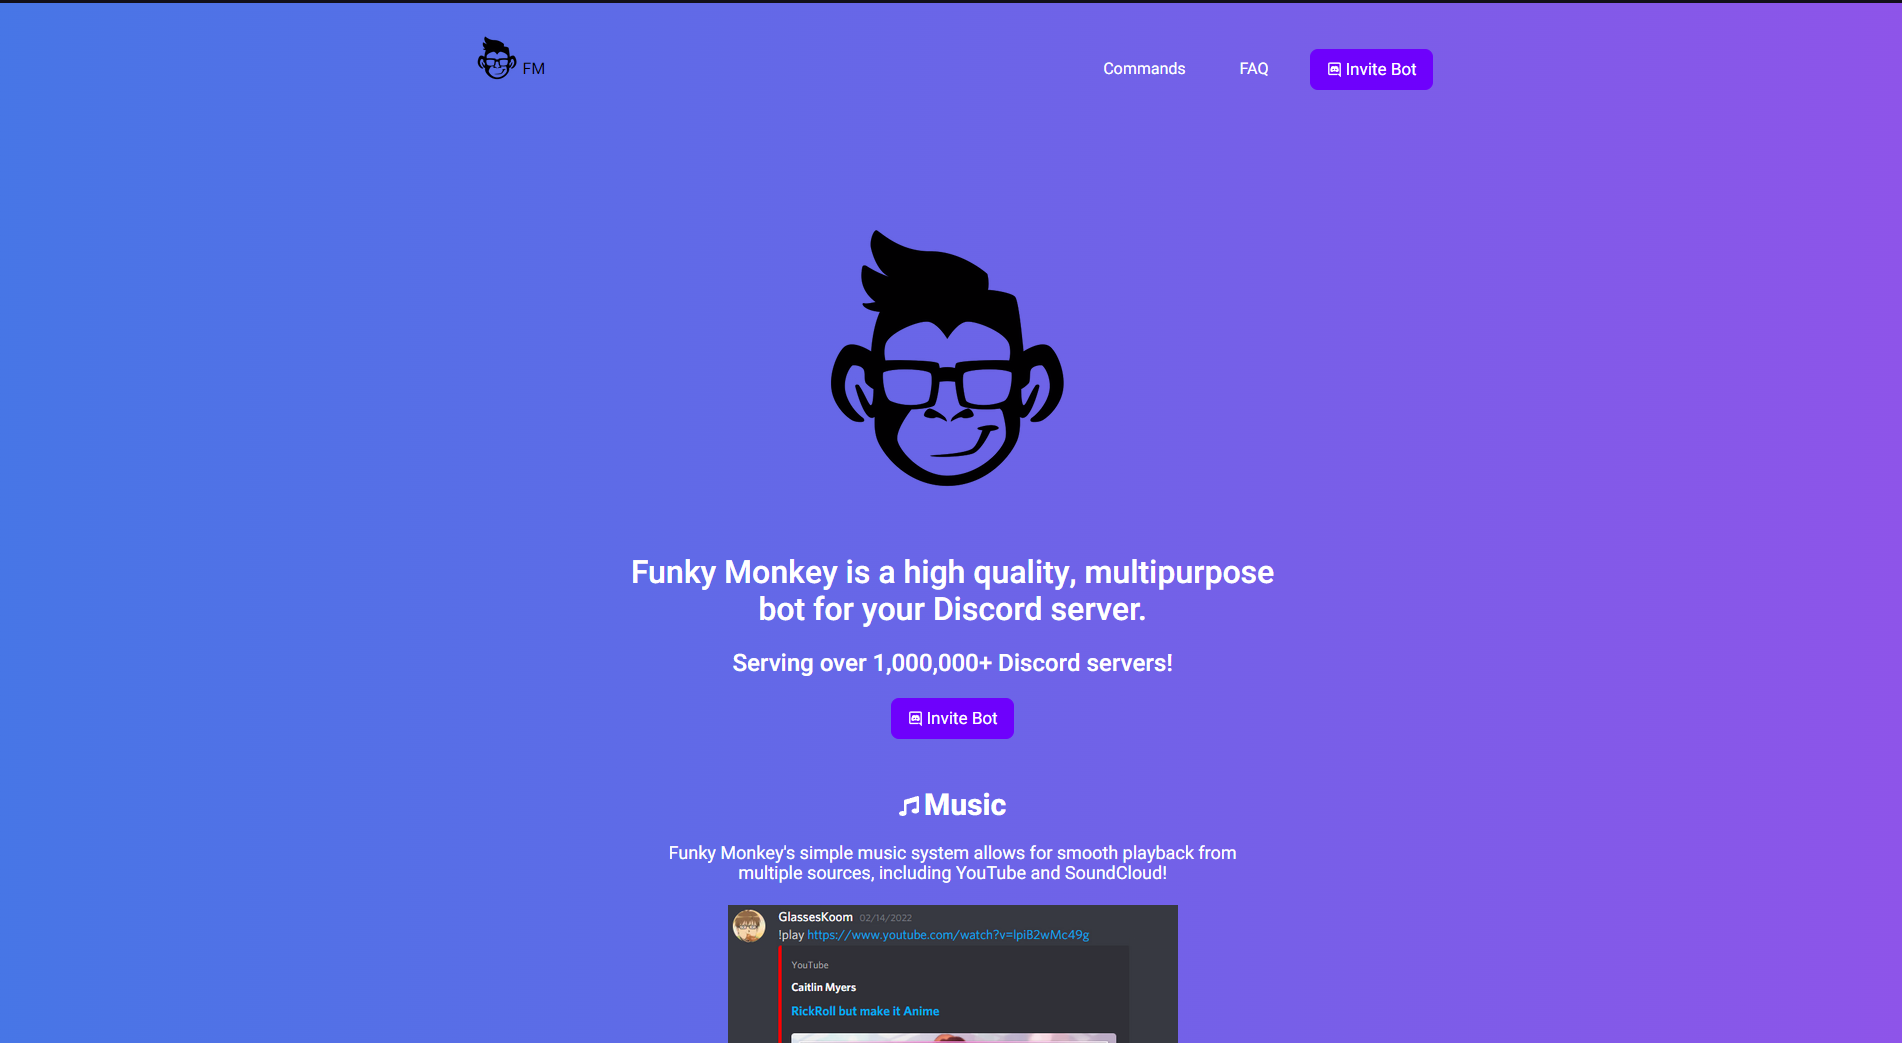 FM
Commands
FAQ
Invite Bot
Funky Monkey is a high quality, multipurpose
bot for your Discord server.
Serving over 1,000,000+ Discord servers!
Invite Bot
Music
Funky Monkey's simple music system allows for smooth playback from
multiple sources, including YouTube and SoundCloud!
GlassesKoom 02/14/2022
!play https://www.youtube.com/watch?v=lpiB2wMc49g
YouTube
Caitlin Myers
RickRoll but make it Anime